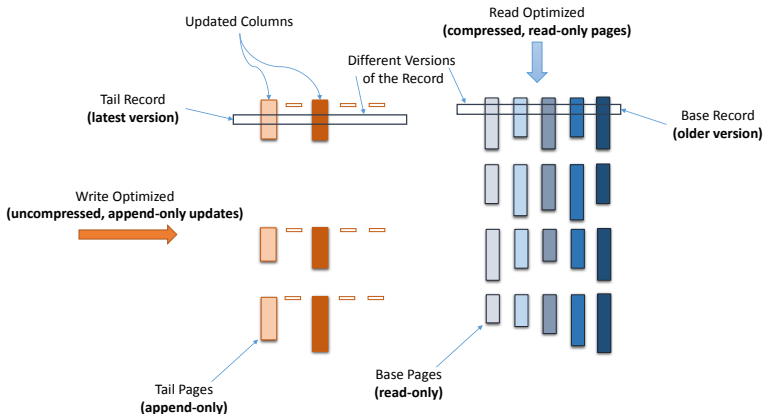 Updated Columns
Read Optimized
(compressed, read-only pages)
Different Versions
of the Record
Tail Record
(latest version)
Base Record
(older version)
Write Optimized
(uncompressed, append-only updates)
Tail Pages
(append-only)
Base Pages
(read-only)